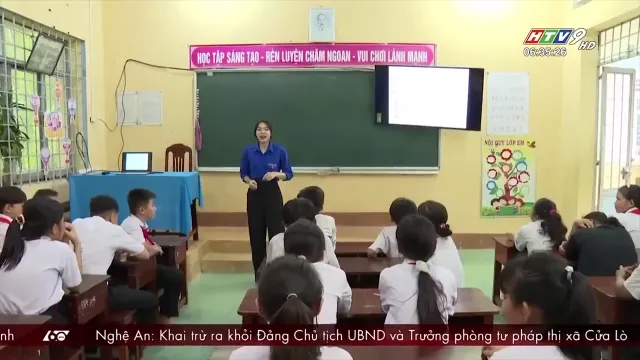 HTV9 HD
06:35:26
HỌC TẬP SÁNG TẠO - RÈN LUYỆN CHĂM NGOAN - VUI CHƠI LÀNH MẠNH
NỘI QUY LỚP EM
nh 60 Nghệ An: Khai trừ ra khỏi Đảng Chủ tịch UBND và Trưởng phòng tư pháp thị xã Cửa Lò